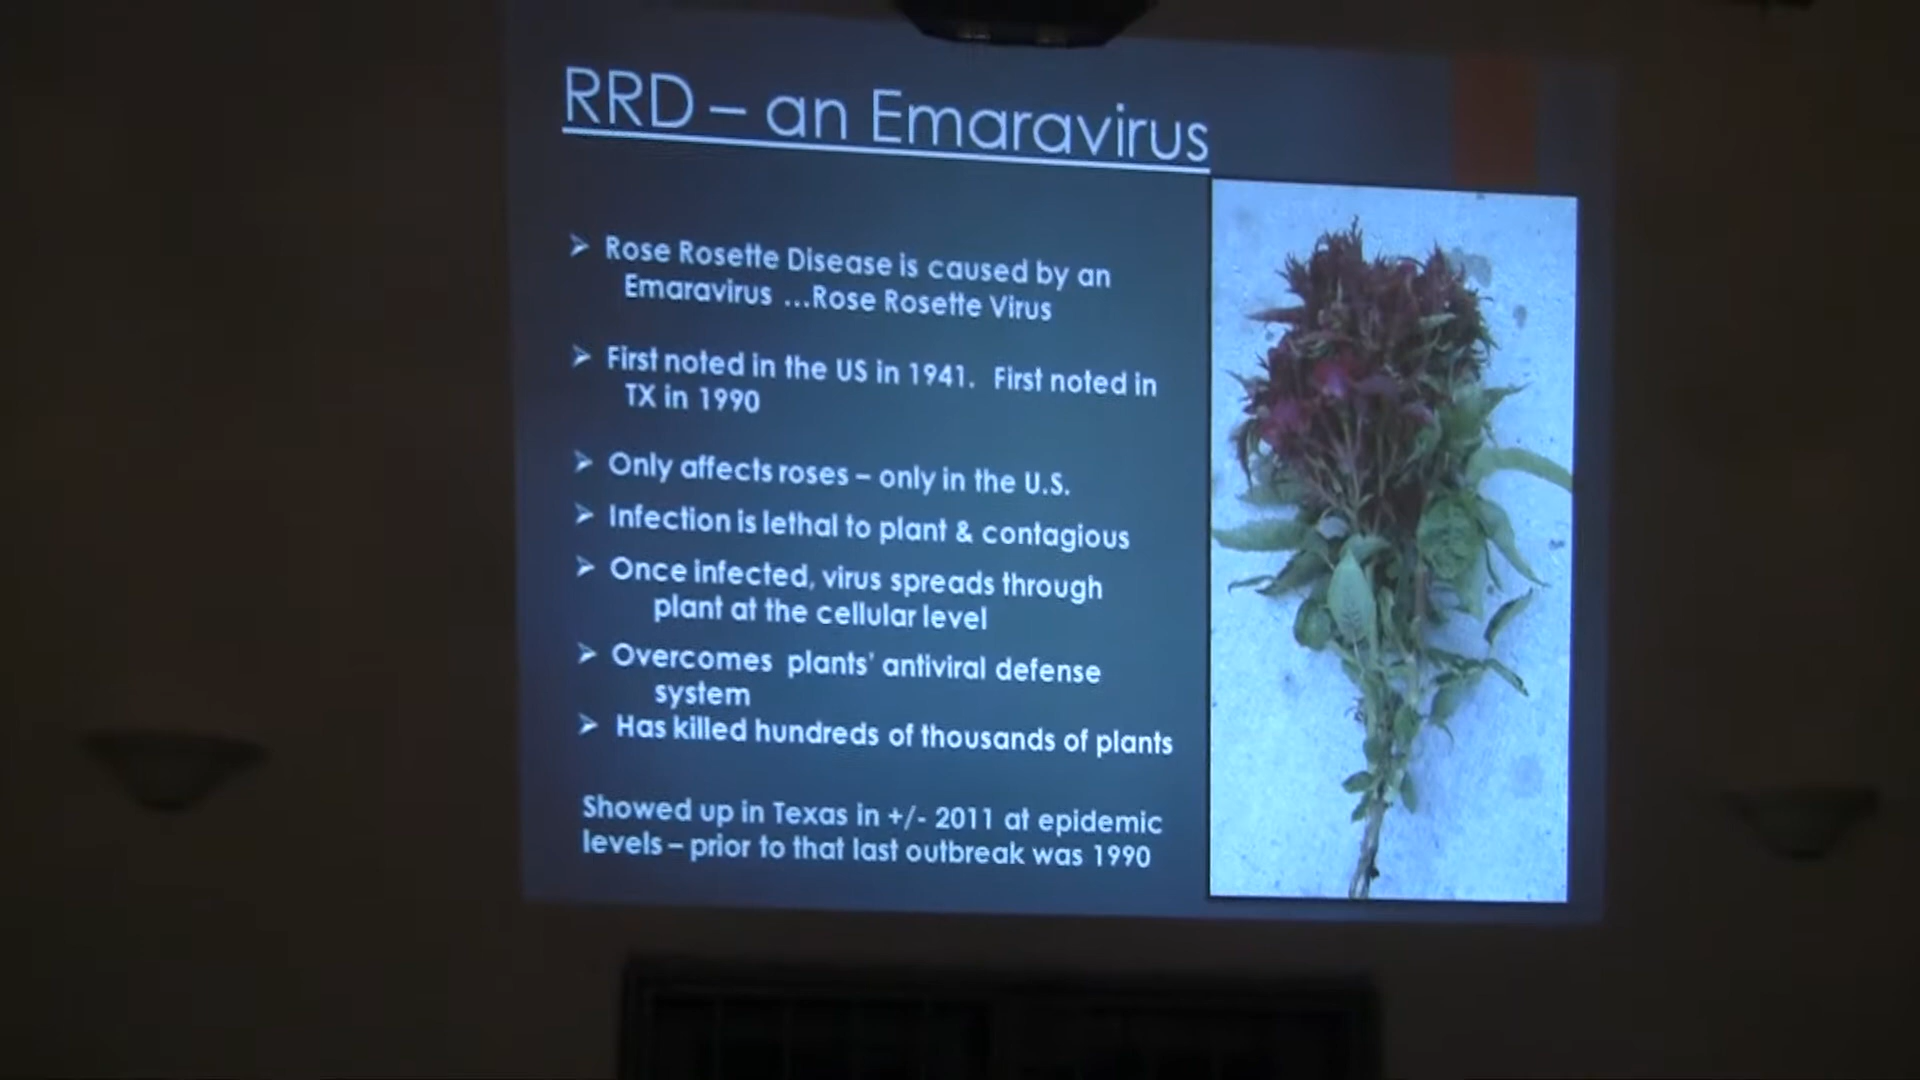 RRD – an Emaravirus
➢ Rose Rosette Disease is caused by an
Emaravirus ...Rose Rosette Virus
➢ First noted in the US in 1941. First noted in
TX in 1990
➢ Only affects roses – only in the U.S.
➢ Infection is lethal to plant & contagious
➢ Once infected, virus spreads through
plant at the cellular level
➢ Overcomes plants' antiviral defense
system
➢ Has killed hundreds of thousands of plants
Showed up in Texas in +/- 2011 at epidemic
levels – prior to that last outbreak was 1990